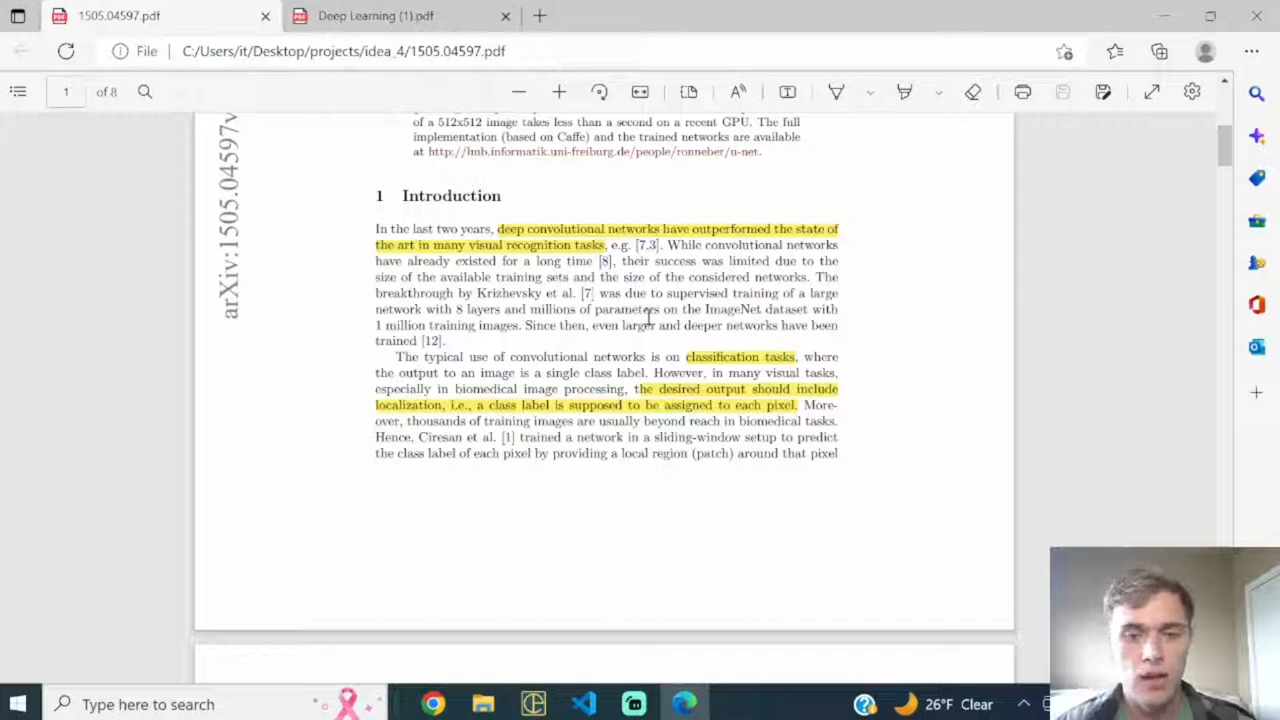 1505.04597.pdf
Deep Learning (1).pdf
File
C:/Users/it/Desktop/projects/idea_4/1505.04597.pdf
1
of 8
of a 512x512 image takes less than a second on a recent GPU. The full
implementation (based on Caffe) and the trained networks are available
at http://lmb.informatik.uni-freiburg.de/people/ronneber/u-net.
arXiv:1505.04597v
1 Introduction
In the last two years, deep convolutional networks have outperformed the state of
the art in many visual recognition tasks, e.g. [7,3]. While convolutional networks
have already existed for a long time [8], their success was limited due to the
size of the available training sets and the size of the considered networks. The
breakthrough by Krizhevsky et al. [7] was due to supervised training of a large
network with 8 layers and millions of parameters on the ImageNet dataset with
1 million training images. Since then, even larger and deeper networks have been
trained [12].
The typical use of convolutional networks is on classification tasks, where
the output to an image is a single class label. However, in many visual tasks,
especially in biomedical image processing, the desired output should include
localization, i.e., a class label is supposed to be assigned to each pixel. More-
over, thousands of training images are usually beyond reach in biomedical tasks.
Hence, Ciresan et al. [1] trained a network in a sliding-window setup to predict
the class label of each pixel by providing a local region (patch) around that pixel
Type here to search
26°F Clear